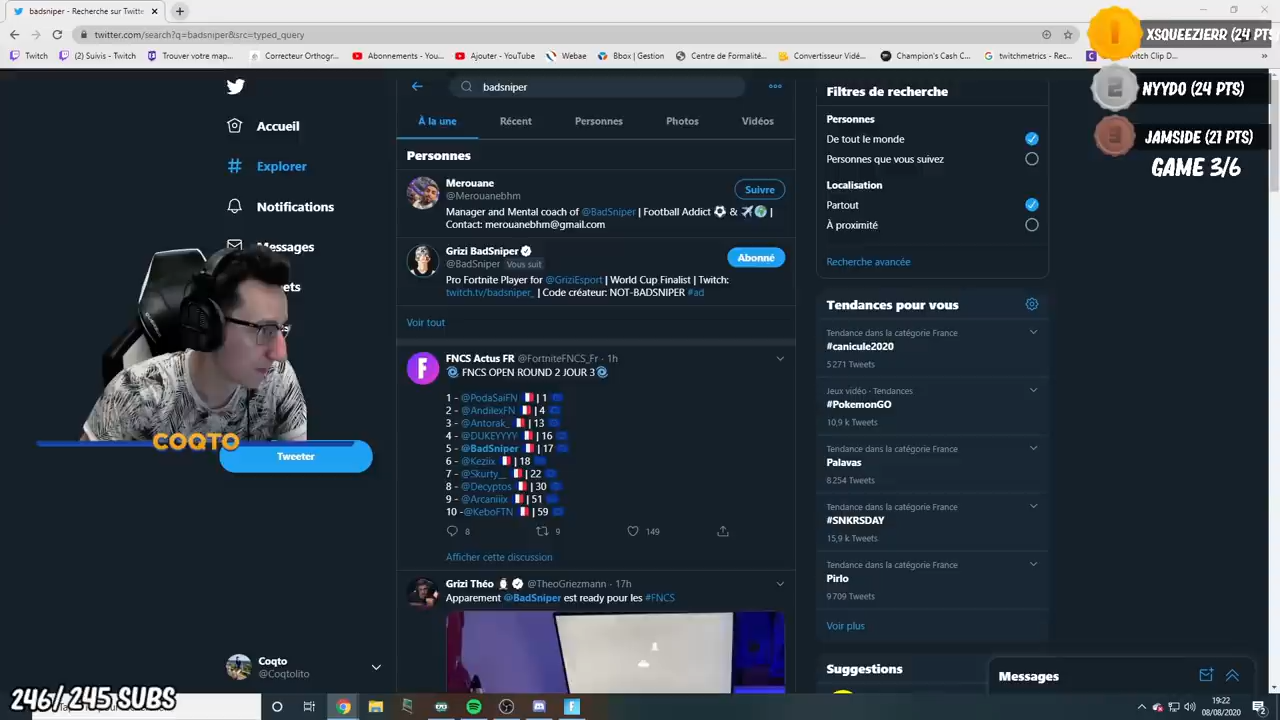 badsniper - Recherche sur Twitte
twitter.com/search?q=badsniper&src=typed_query
Twitch
(2) Suivis - Twitch
Trouver votre map...
Correcteur Orthogr...
Abonnements - You...
Ajouter - YouTube
Webmail
Bbox | Gestion
Centre de Formalité...
Convertisseur Vidé...
Champion's Cash C...
twitchmetrics - Rec...
witch Clip D...
1 XSQUEEZIERR (24 PTS
2 NYYDO (24 PTS)
3 JAMSIDE (21 PTS)
GAME 3/6
Accueil
Explorer
Notifications
Messages
ets
Tweeter
Coqto
@Coqtolito
badsniper
À la une
Récent
Personnes
Photos
Vidéos
Personnes
Merouane
@Merouanebhm
Suivre
Manager and Mental coach of @BadSniper | Football Addict ⚽ & ✈️🌍 |
Contact: merouanebhm@gmail.com
Grizi BadSniper
@BadSniper Vous suit
Abonné
Pro Fortnite Player for @GriziEsport | World Cup Finalist | Twitch:
twitch.tv/badsniper_ | Code créateur: NOT-BADSNIPER #ad
Voir tout
F
FNCS Actus FR @FortniteFNCS_Fr · 1h
🌀 FNCS OPEN ROUND 2 JOUR 3🌀
1 - @PodaSaiFN 🇫🇷 | 1 🇪🇺
2 - @AndilexFN 🇫🇷 | 4 🇪🇺
3 - @Antorak_ 🇫🇷 | 13 🇪🇺
4 - @DUKEYYYY 🇫🇷 | 16 🇪🇺
5 - @BadSniper 🇫🇷 | 17 🇪🇺
6 - @Keziix 🇫🇷 | 18 🇪🇺
7 - @Skurty__ 🇫🇷 | 22 🇪🇺
8 - @Decyptos 🇫🇷 | 30 🇪🇺
9 - @Arcaniiix 🇫🇷 | 51 🇪🇺
10 -@KeboFTN 🇫🇷 | 59 🇪🇺
8
9
149
Afficher cette discussion
Grizi Théo @TheoGriezmann · 17h
Apparement @BadSniper est ready pour les #FNCS
Filtres de recherche
Personnes
De tout le monde
Personnes que vous suivez
Localisation
Partout
À proximité
Recherche avancée
Tendances pour vous
Tendance dans la catégorie France
#canicule2020
5 271 Tweets
Jeux vidéo · Tendances
#PokemonGO
10,9 k Tweets
Tendance dans la catégorie France
Palavas
8 254 Tweets
Tendance dans la catégorie France
#SNKRSDAY
15,9 k Tweets
Tendance dans la catégorie France
Pirlo
9 709 Tweets
Voir plus
Suggestions
Messages
COQTO
246/245 SUBS
19:22
08/08/2020
2